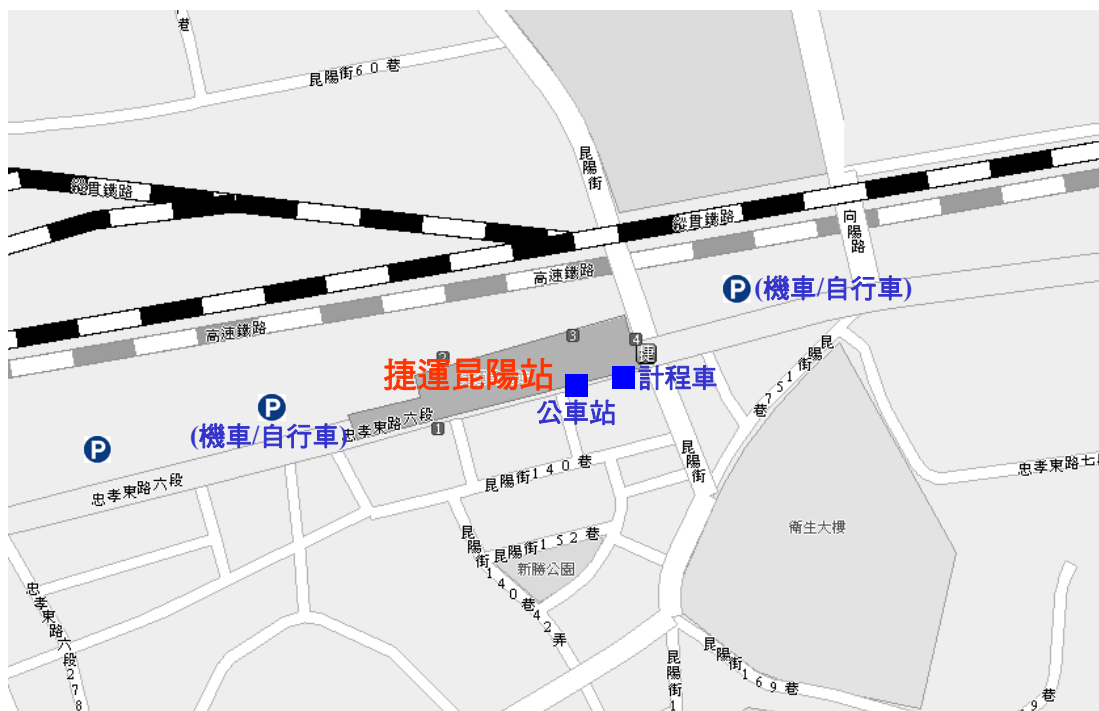 巷
昆陽街60巷
昆陽街
縱貫鐵路
縱貫鐵路
向陽路
高速鐵路
P
(機車/自行車)
高速鐵路
3
4
捷
2
捷運昆陽站
計程車
公車站
P
(機車/自行車)
忠孝東路六段
1
P
昆陽街751巷
昆陽街
忠孝東路七段
昆陽街140巷
忠孝東路六段
衛生大樓
昆陽街152巷
新勝公園
昆陽街140巷42弄
忠孝東路六段278
昆陽街169巷
昆陽街1
9巷